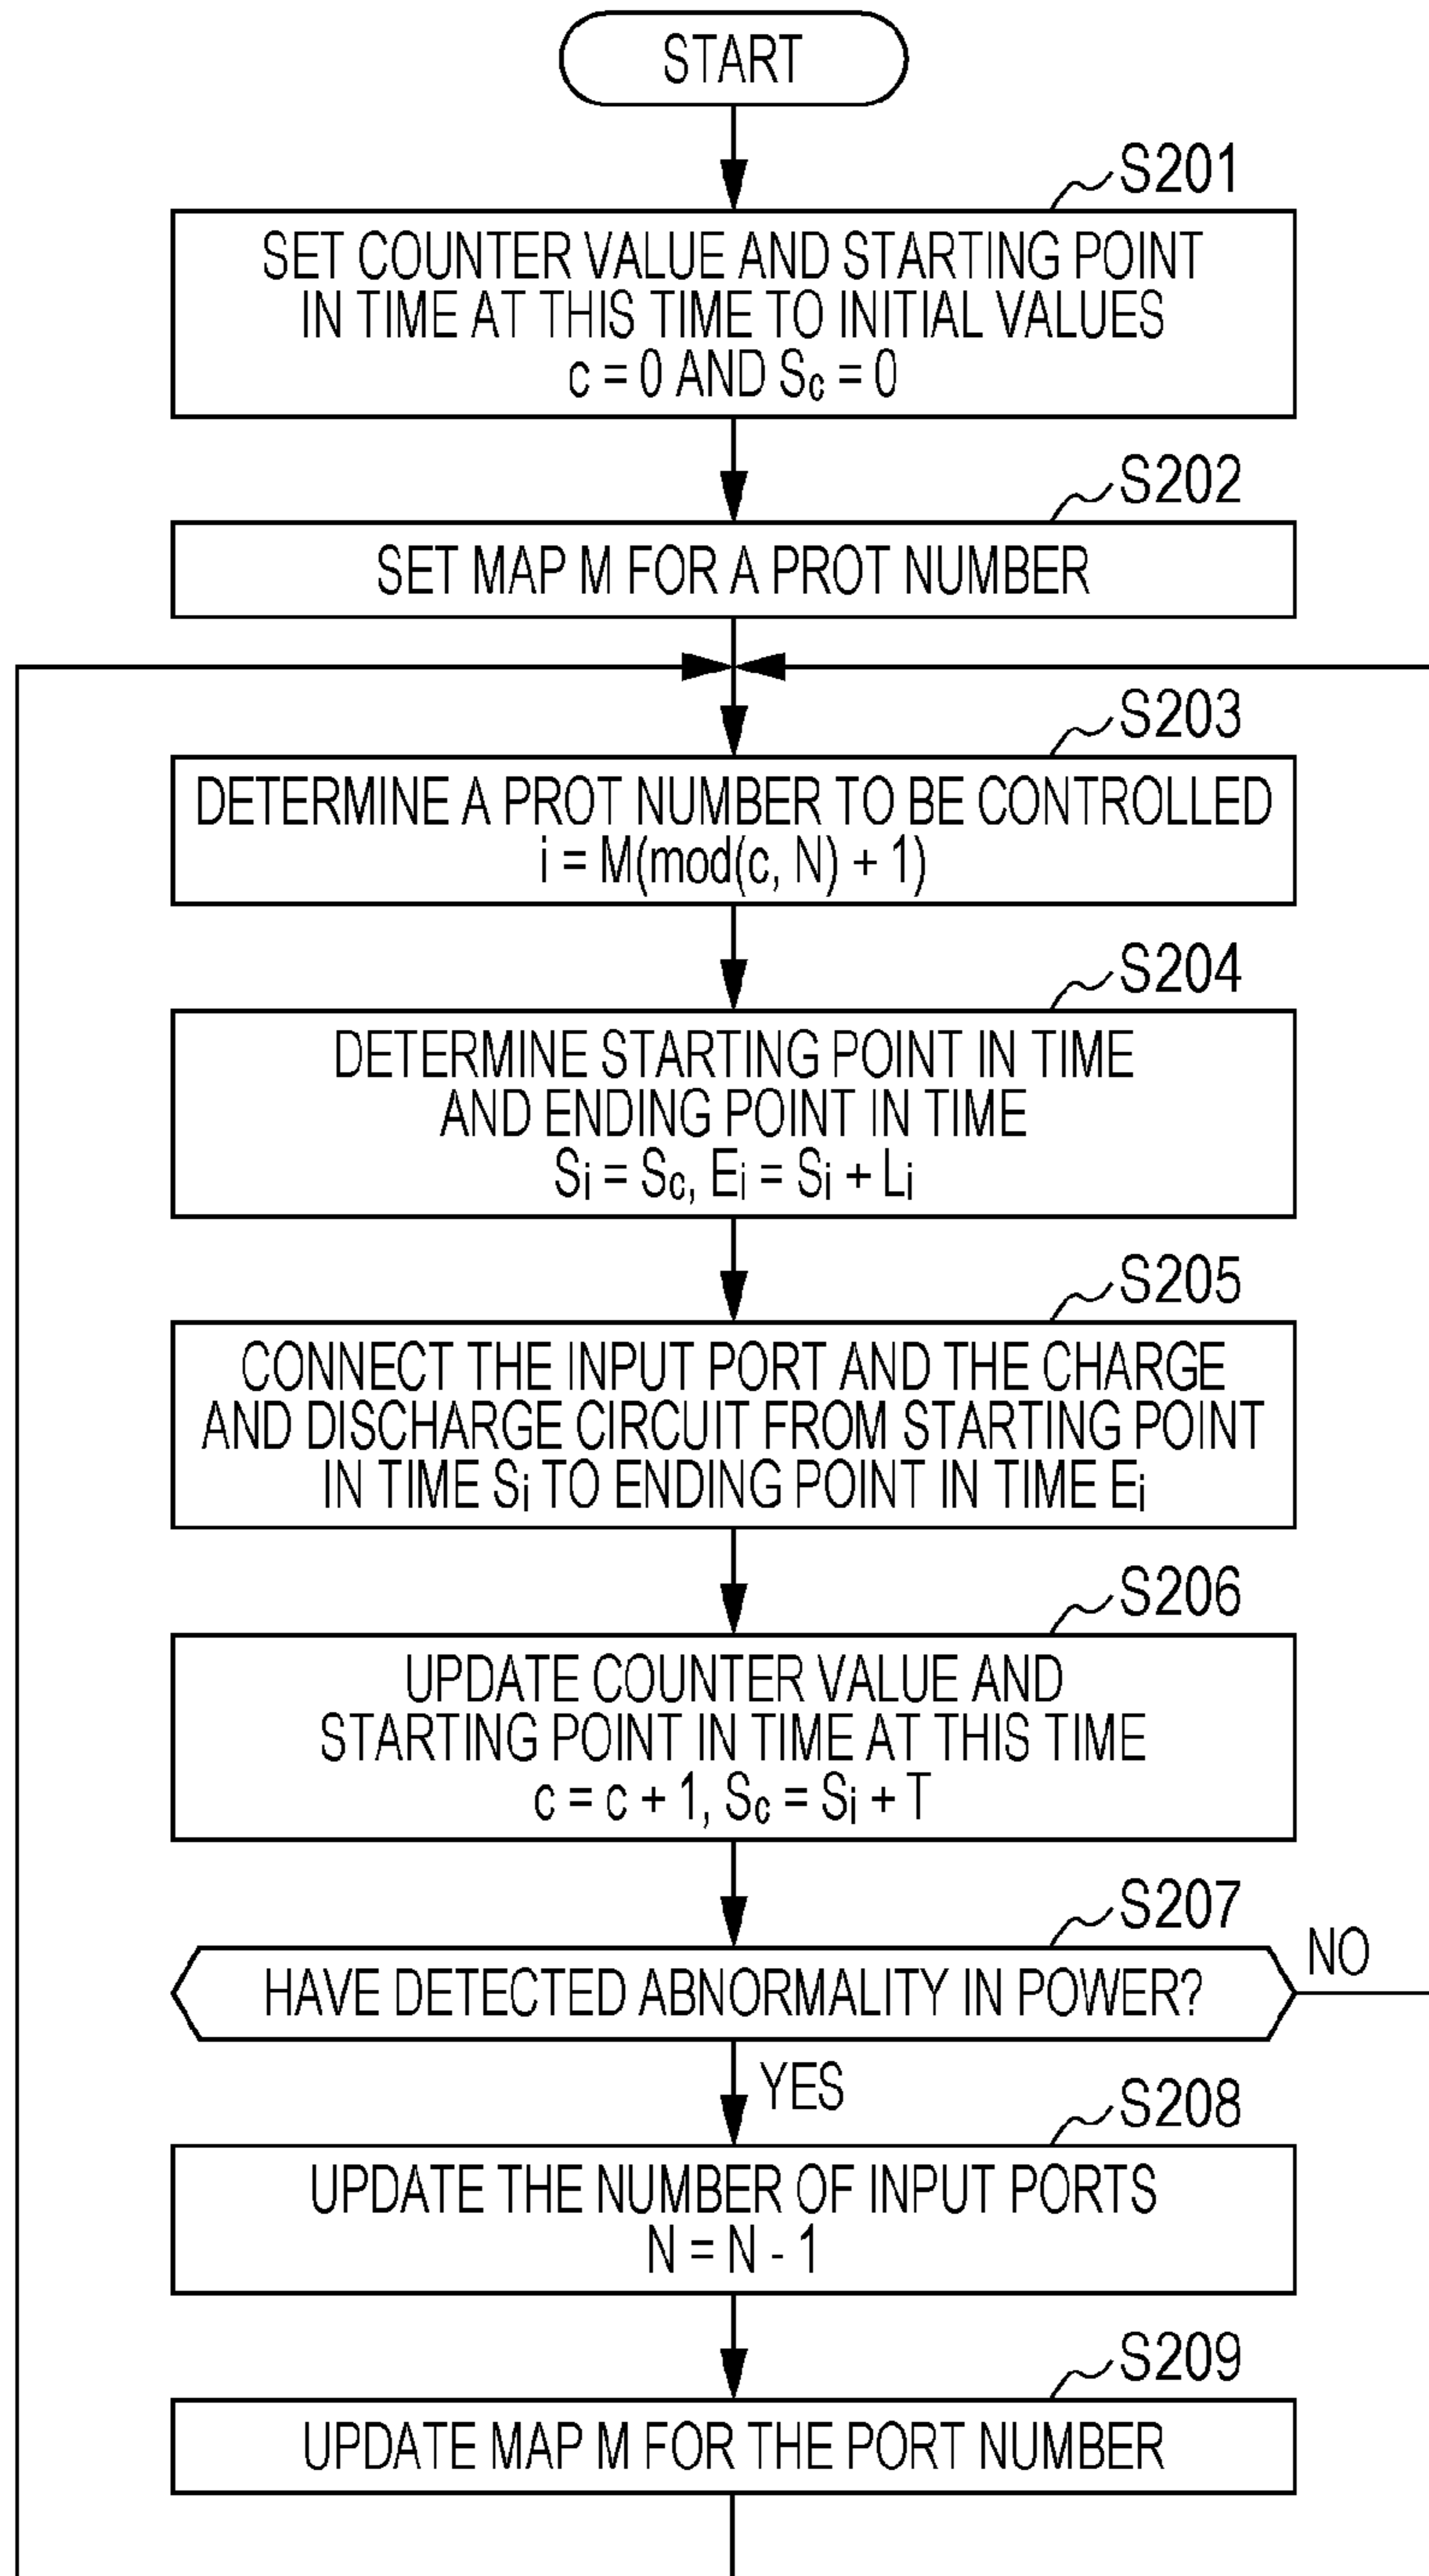 START
S201
SET COUNTER VALUE AND STARTING POINT
IN TIME AT THIS TIME TO INITIAL VALUES
c = 0 AND Sc = 0
S202
SET MAP M FOR A PROT NUMBER
S203
DETERMINE A PROT NUMBER TO BE CONTROLLED
i = M(mod(c, N) + 1)
S204
DETERMINE STARTING POINT IN TIME
AND ENDING POINT IN TIME
Si = Sc, Ei = Si + Li
S205
CONNECT THE INPUT PORT AND THE CHARGE
AND DISCHARGE CIRCUIT FROM STARTING POINT
IN TIME Si TO ENDING POINT IN TIME Ei
S206
UPDATE COUNTER VALUE AND
STARTING POINT IN TIME AT THIS TIME
c = c + 1, Sc = Si + T
S207
HAVE DETECTED ABNORMALITY IN POWER?
NO
YES
S208
UPDATE THE NUMBER OF INPUT PORTS
N = N - 1
S209
UPDATE MAP M FOR THE PORT NUMBER